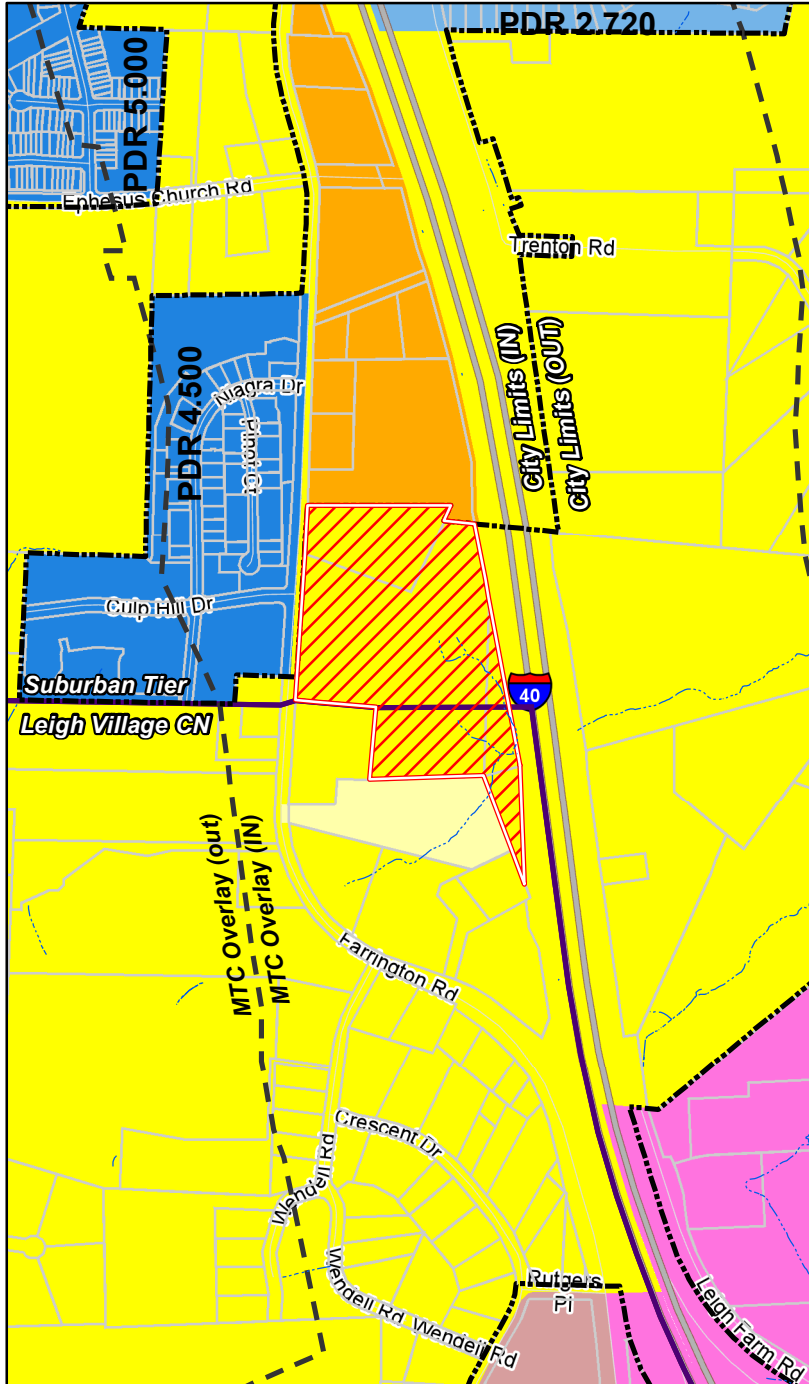 PDR 2.720
PDR 5.000
Ephesus Church Rd
Trenton Rd
City Limits (IN)
City Limits (OUT)
PDR 4.500
Niagra Dr
Pinot Ct
Culp Hill Dr
Suburban Tier
40
Leigh Village CN
MTC Overlay (out)
MTC Overlay (IN)
Farrington Rd
Crescent Dr
Wendell Rd
Wendell Rd
Wendell Rd
Rutgers
Pl
Leigh Farm Rd